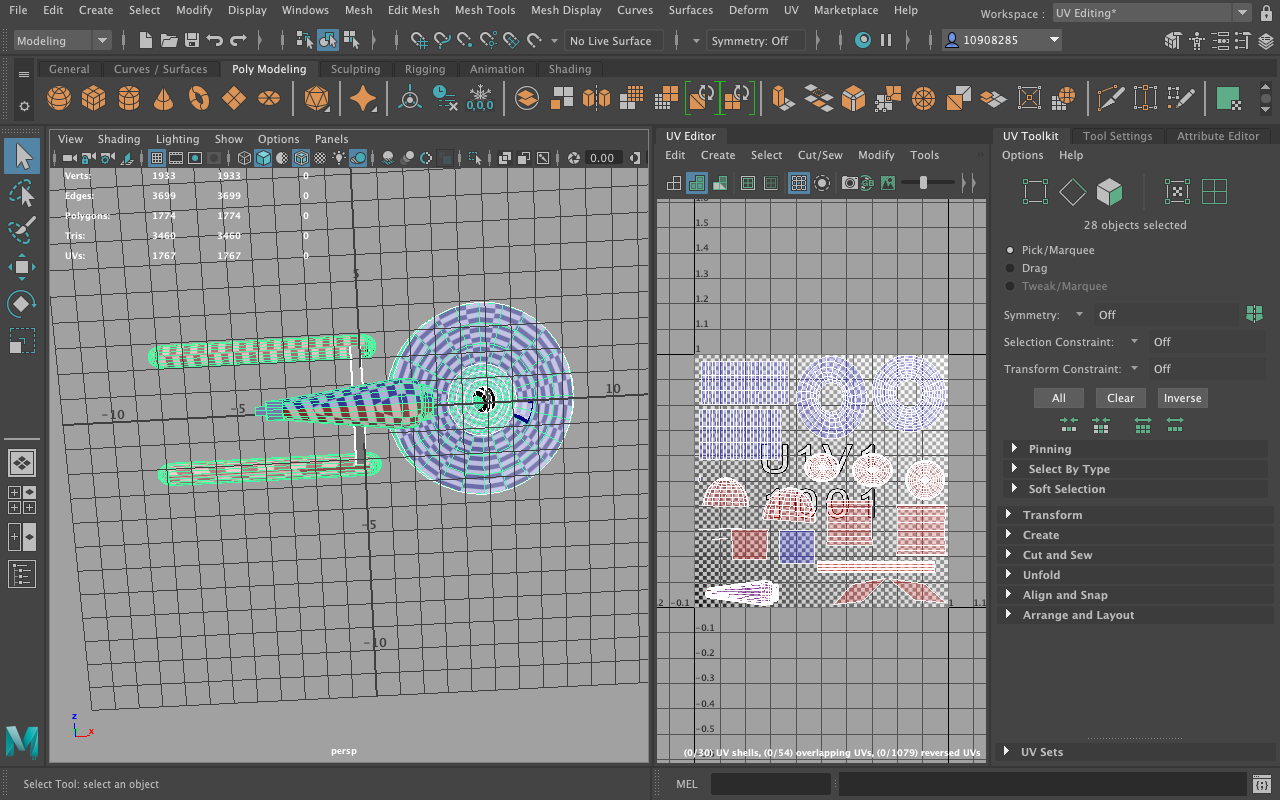 File Edit Create Select Modify Display Windows Mesh Edit Mesh Mesh Tools Mesh Display Curves Surfaces Deform UV Marketplace Help Workspace : UV Editing*
Modeling No Live Surface Symmetry: Off 10908285
General Curves / Surfaces Poly Modeling Sculpting Rigging Animation Shading
0,0,0
View Shading Lighting Show Options Panels
0.00
Verts: 1933 1933 0
Edges: 3699 3699 0
Polygons: 1774 1774 0
Tris: 3460 3460 0
UVs: 1767 1767 0
5
10
-5
-10
-5
-10
z
x
persp
UV Editor
Edit Create Select Cut/Sew Modify Tools
1.5
1.4
1.3
1.2
1.1
1
U1V1
1001
2 -0.1 1 1.1
-0.1
-0.2
-0.3
-0.4
-0.5
(0/30) UV shells, (0/54) overlapping UVs, (0/1079) reversed UVs
UV Toolkit Tool Settings Attribute Editor
Options Help
28 objects selected
Pick/Marquee
Drag
Tweak/Marquee
Symmetry: Off
Selection Constraint: Off
Transform Constraint: Off
All Clear Inverse
Pinning
Select By Type
Soft Selection
Transform
Create
Cut and Sew
Unfold
Align and Snap
Arrange and Layout
UV Sets
Select Tool: select an object MEL